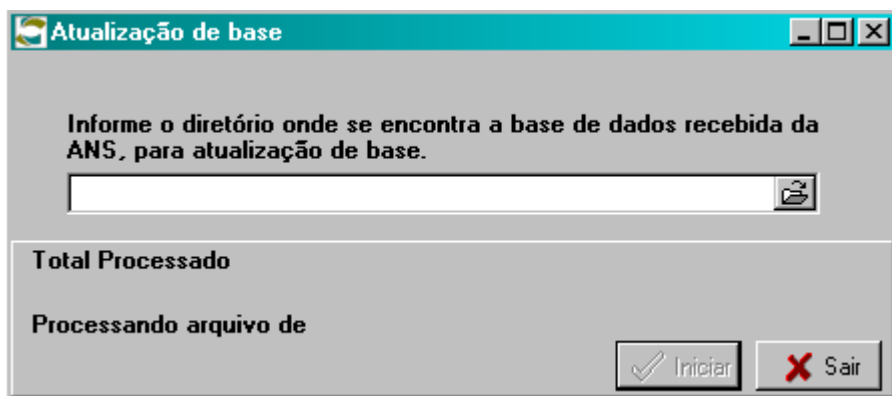 Atualização de base
Informe o diretório onde se encontra a base de dados recebida da
ANS, para atualização de base.
Total Processado
Processando arquivo de
Iniciar
Sair